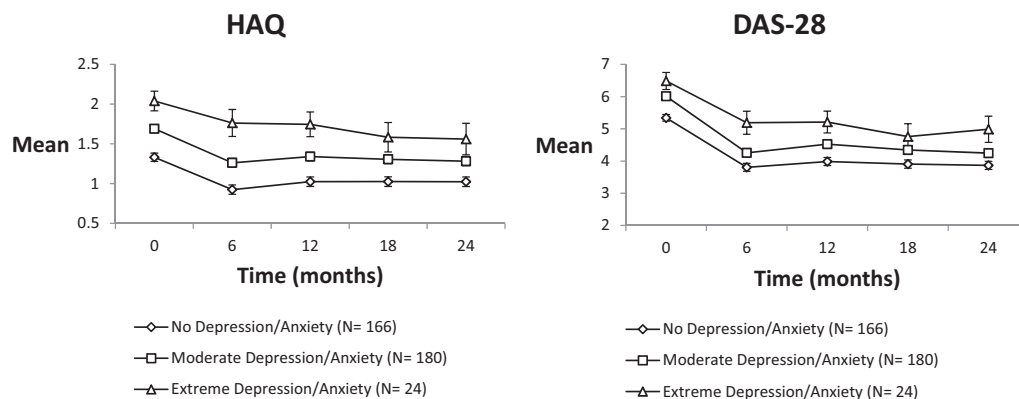 HAQ
2.5
2
Mean
1.5
1
0.5
0 6 12 18 24
Time (months)
No Depression/Anxiety (N= 166)
Moderate Depression/Anxiety (N= 180)
Extreme Depression/Anxiety (N= 24)
DAS-28
7
6
5
Mean
4
3
2
0 6 12 18 24
Time (months)
No Depression/Anxiety (N= 166)
Moderate Depression/Anxiety (N= 180)
Extreme Depression/Anxiety (N= 24)